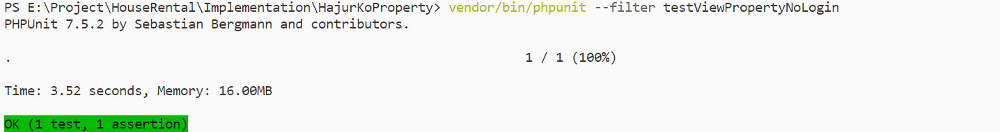 PS E:\Project\HouseRental\Implementation\HajurKoProperty> vendor/bin/phpunit --filter testViewPropertyNoLogin
PHPUnit 7.5.2 by Sebastian Bergmann and contributors.
. 1 / 1 (100%)
Time: 3.52 seconds, Memory: 16.00MB
OK (1 test, 1 assertion)